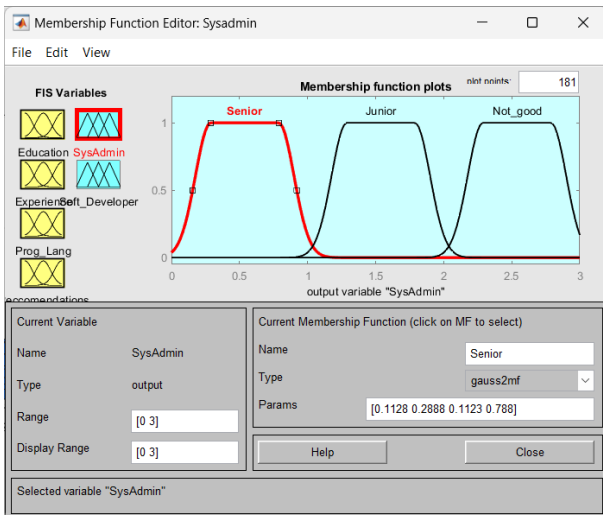 Membership Function Editor: Sysadmin
File Edit View
FIS Variables
Education
SysAdmin
Soft_Developer
Prog_Lang
Membership function plots
plot points:
181
Senior
Junior
Not_good
1
0.5
0
0 0.5 1 1.5 2 2.5 3
output variable "SysAdmin"
Current Variable
Name SysAdmin
Type output
Range [0 3]
Display Range [0 3]
Current Membership Function (click on MF to select)
Name Senior
Type gauss2mf
Params [0.1128 0.2888 0.1123 0.788]
Help Close
Selected variable "SysAdmin"